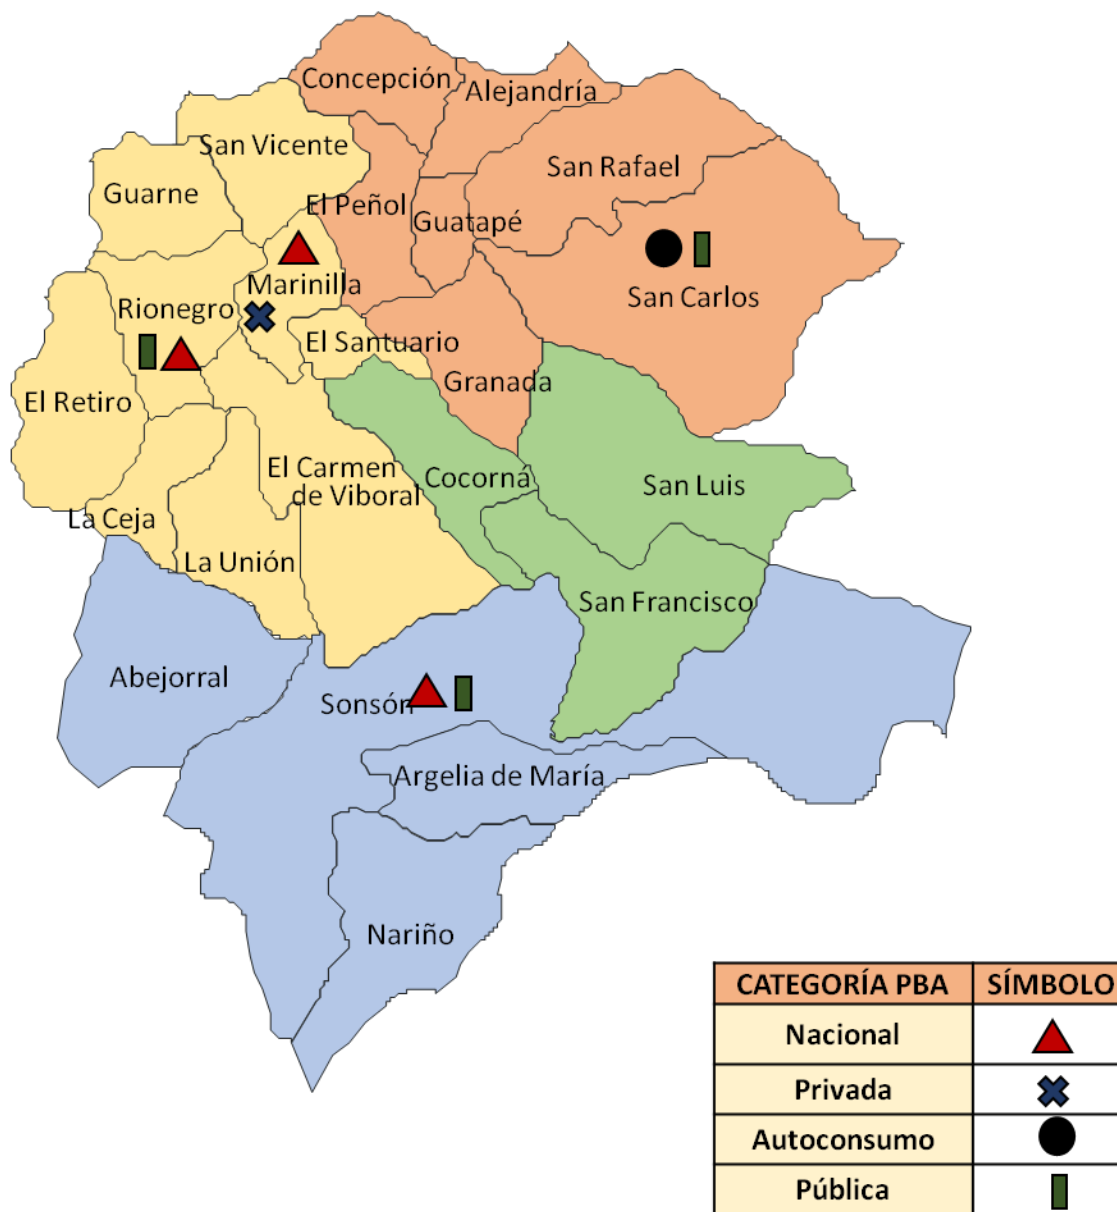 Concepción
Alejandría
San Vicente
San Rafael
Guarne
El Peñol
Guatapé
Marinilla
San Carlos
Rionegro
El Santuario
Granada
El Retiro
El Carmen
de Viboral
Cocorná
San Luis
La Ceja
La Unión
San Francisco
Abejorral
Sonsón
Argelia de María
Nariño
CATEGORÍA PBA SÍMBOLO
Nacional
Privada
Autoconsumo
Pública